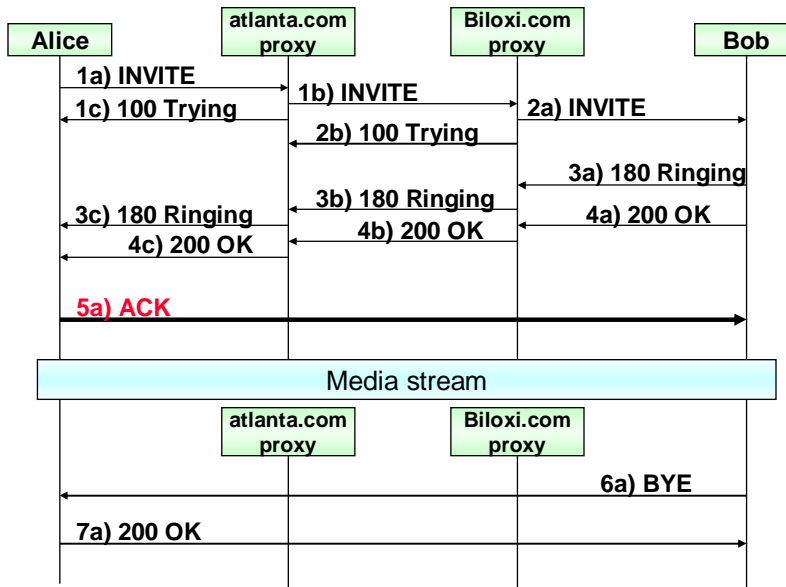 Alice
atlanta.com
proxy
Biloxi.com
proxy
Bob
1a) INVITE
1b) INVITE
1c) 100 Trying
2a) INVITE
2b) 100 Trying
3a) 180 Ringing
3b) 180 Ringing
3c) 180 Ringing
4a) 200 OK
4b) 200 OK
4c) 200 OK
5a) ACK
Media stream
atlanta.com
proxy
Biloxi.com
proxy
6a) BYE
7a) 200 OK